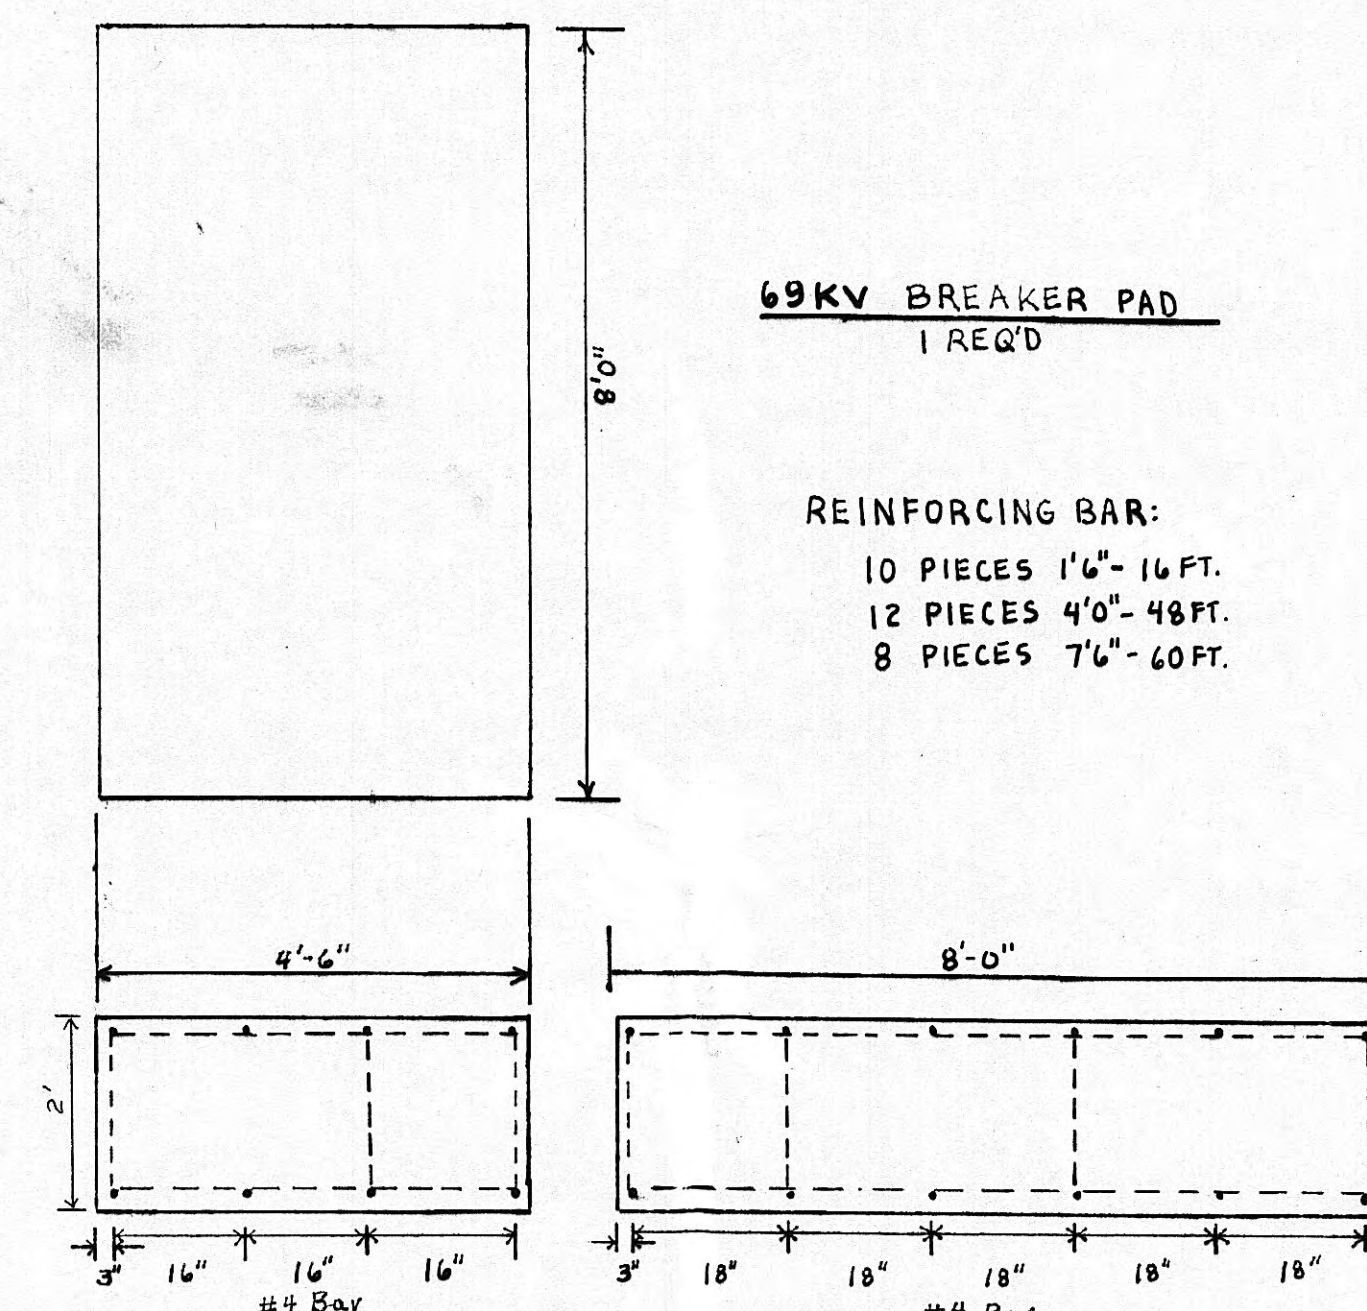 8'0"
69KV BREAKER PAD
1 REQ'D
REINFORCING BAR:
10 PIECES 1'6"- 16 FT.
12 PIECES 4'0"- 48 FT.
8 PIECES 7'6"- 60 FT.
4'-6"
8'-0"
2'
3" 16" 16" 16"
#4 Bar
3" 18" 18" 18" 18" 18"
#4